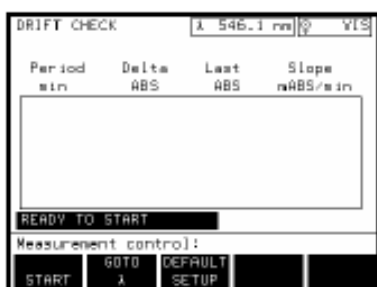 DRIFT CHECK λ 546.1 nm VIS
Period Delta Last Slope
min ABS ABS mABS/min
READY TO START
Measurement control:
START GOTO λ DEFAULT SETUP